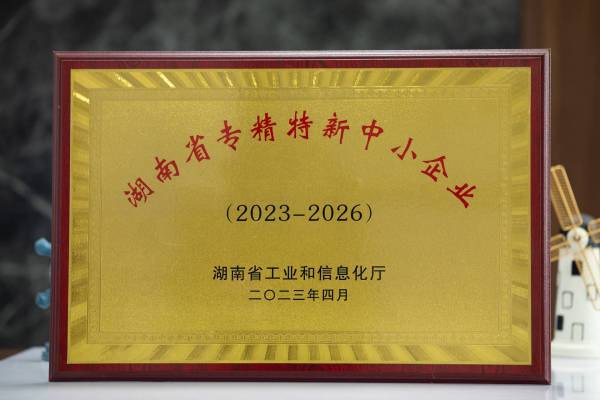 湖南省专精特新中小企业
（2023-2026）
湖南省工业和信息化厅
二〇二三年四月